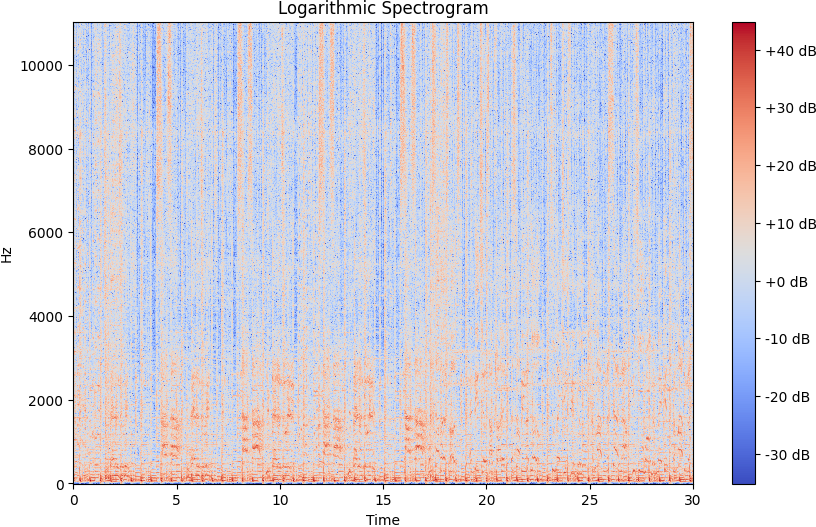 Logarithmic Spectrogram
Hz
10000
8000
6000
4000
2000
0
0 5 10 15 20 25 30
Time
+40 dB
+30 dB
+20 dB
+10 dB
+0 dB
-10 dB
-20 dB
-30 dB